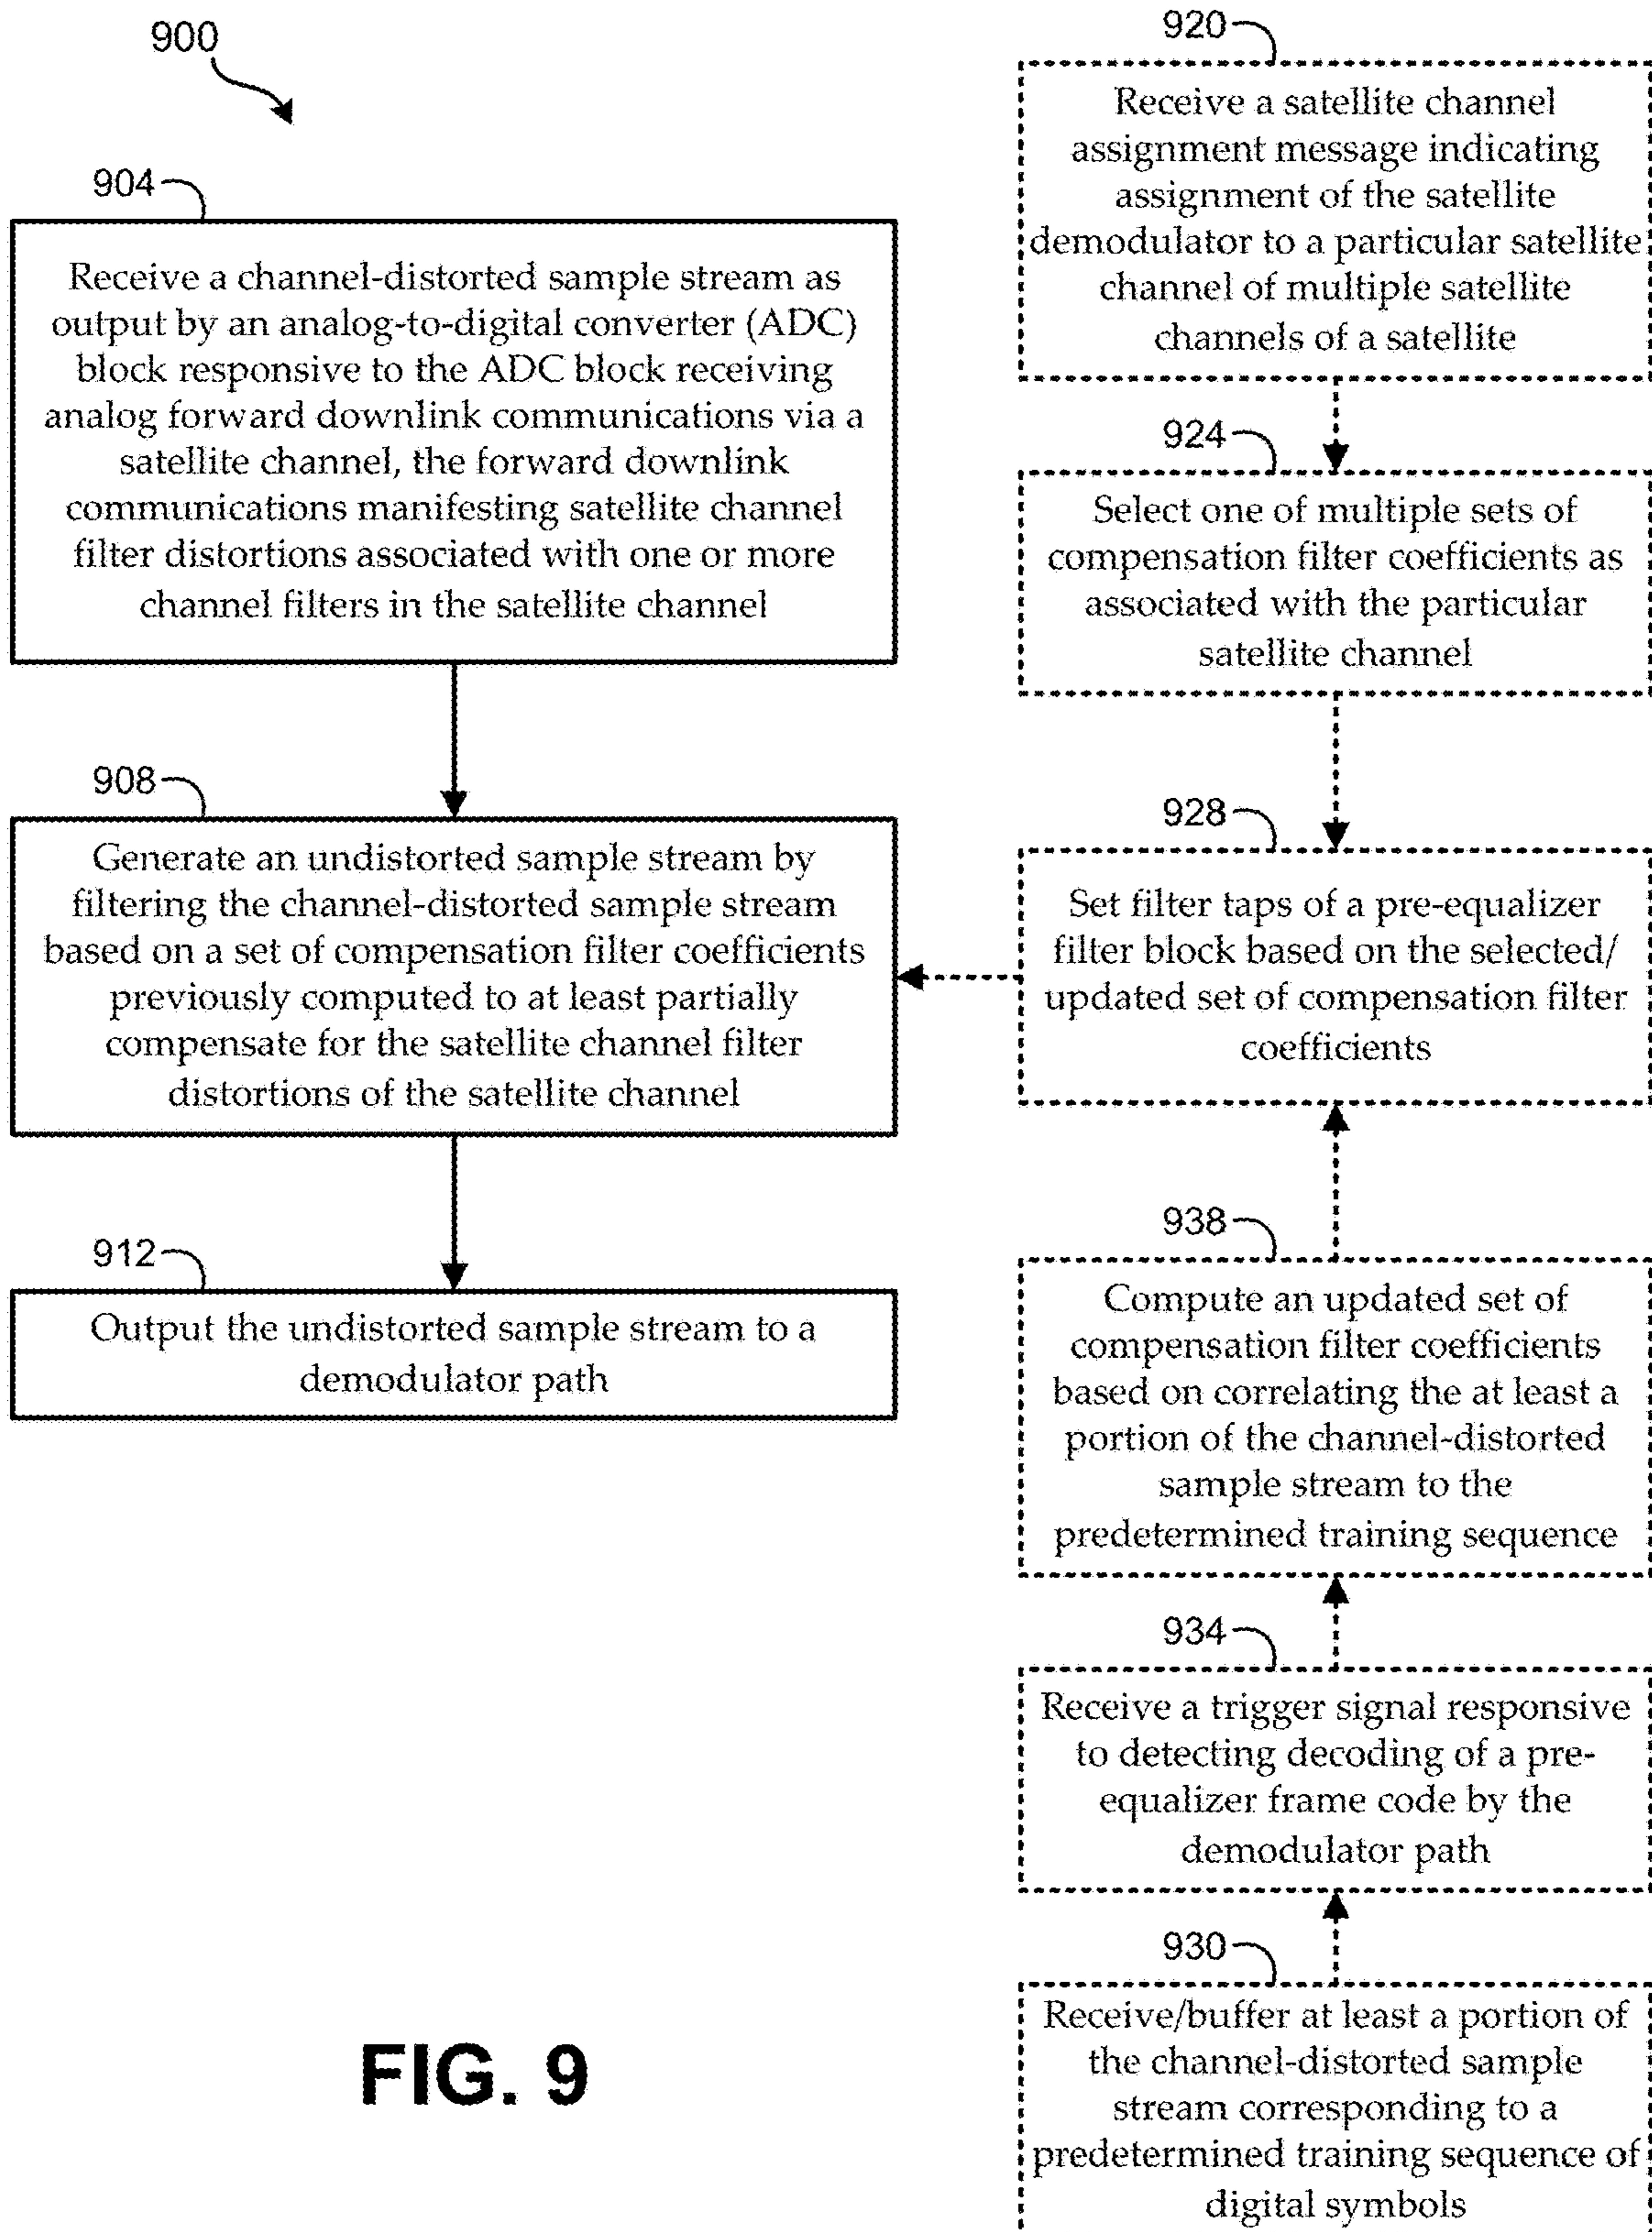 900
904
Receive a channel-distorted sample stream as
output by an analog-to-digital converter (ADC)
block responsive to the ADC block receiving
analog forward downlink communications via a
satellite channel, the forward downlink
communications manifesting satellite channel
filter distortions associated with one or more
channel filters in the satellite channel
908
Generate an undistorted sample stream by
filtering the channel-distorted sample stream
based on a set of compensation filter coefficients
previously computed to at least partially
compensate for the satellite channel filter
distortions of the satellite channel
912
Output the undistorted sample stream to a
demodulator path
920
Receive a satellite channel
assignment message indicating
assignment of the satellite
demodulator to a particular satellite
channel of multiple satellite
channels of a satellite
924
Select one of multiple sets of
compensation filter coefficients as
associated with the particular
satellite channel
928
Set filter taps of a pre-equalizer
filter block based on the selected/
updated set of compensation filter
coefficients
938
Compute an updated set of
compensation filter coefficients
based on correlating the at least a
portion of the channel-distorted
sample stream to the
predetermined training sequence
934
Receive a trigger signal responsive
to detecting decoding of a pre-
equalizer frame code by the
demodulator path
930
Receive/buffer at least a portion of
the channel-distorted sample
stream corresponding to a
predetermined training sequence of
digital symbols
FIG. 9